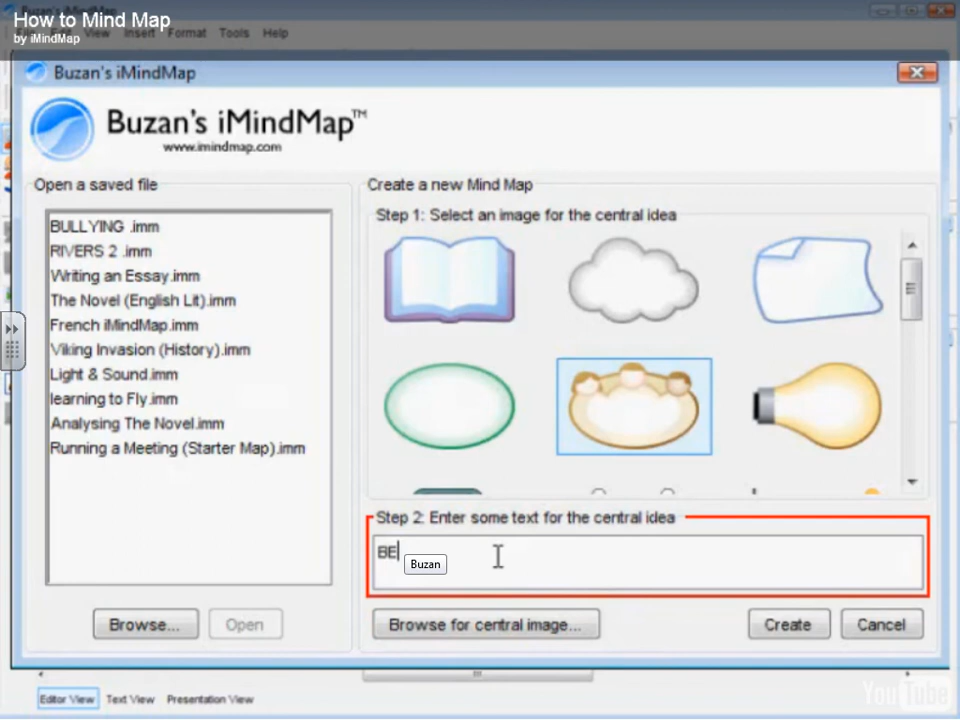 How to Mind Map
by iMindMap
View Insert Format Tools Help
Buzan's iMindMap
Buzan's iMindMap™
www.imindmap.com
Open a saved file
BULLYING .imm
RIVERS 2 .imm
Writing an Essay.imm
The Novel (English Lit).imm
French iMindMap.imm
Viking Invasion (History).imm
Light & Sound.imm
learning to Fly.imm
Analysing The Novel.imm
Running a Meeting (Starter Map).imm
Browse...
Open
Create a new Mind Map
Step 1: Select an image for the central idea
Step 2: Enter some text for the central idea
BE
Buzan
Browse for central image...
Create
Cancel
Editor View Text View Presentation View
YouTube